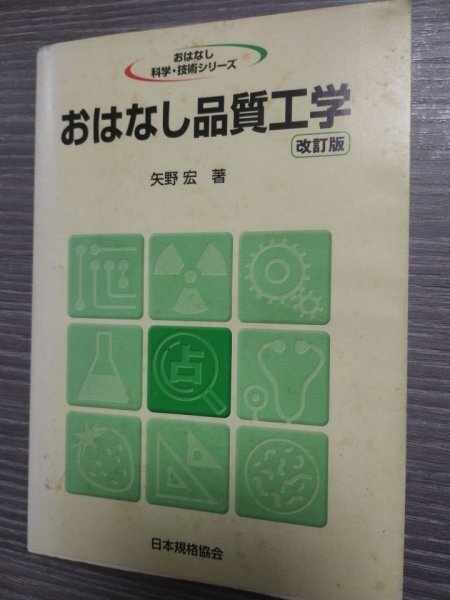 おはなし
科学・技術シリーズ
おはなし品質工学
改訂版
矢野 宏 著
占
日本規格協会